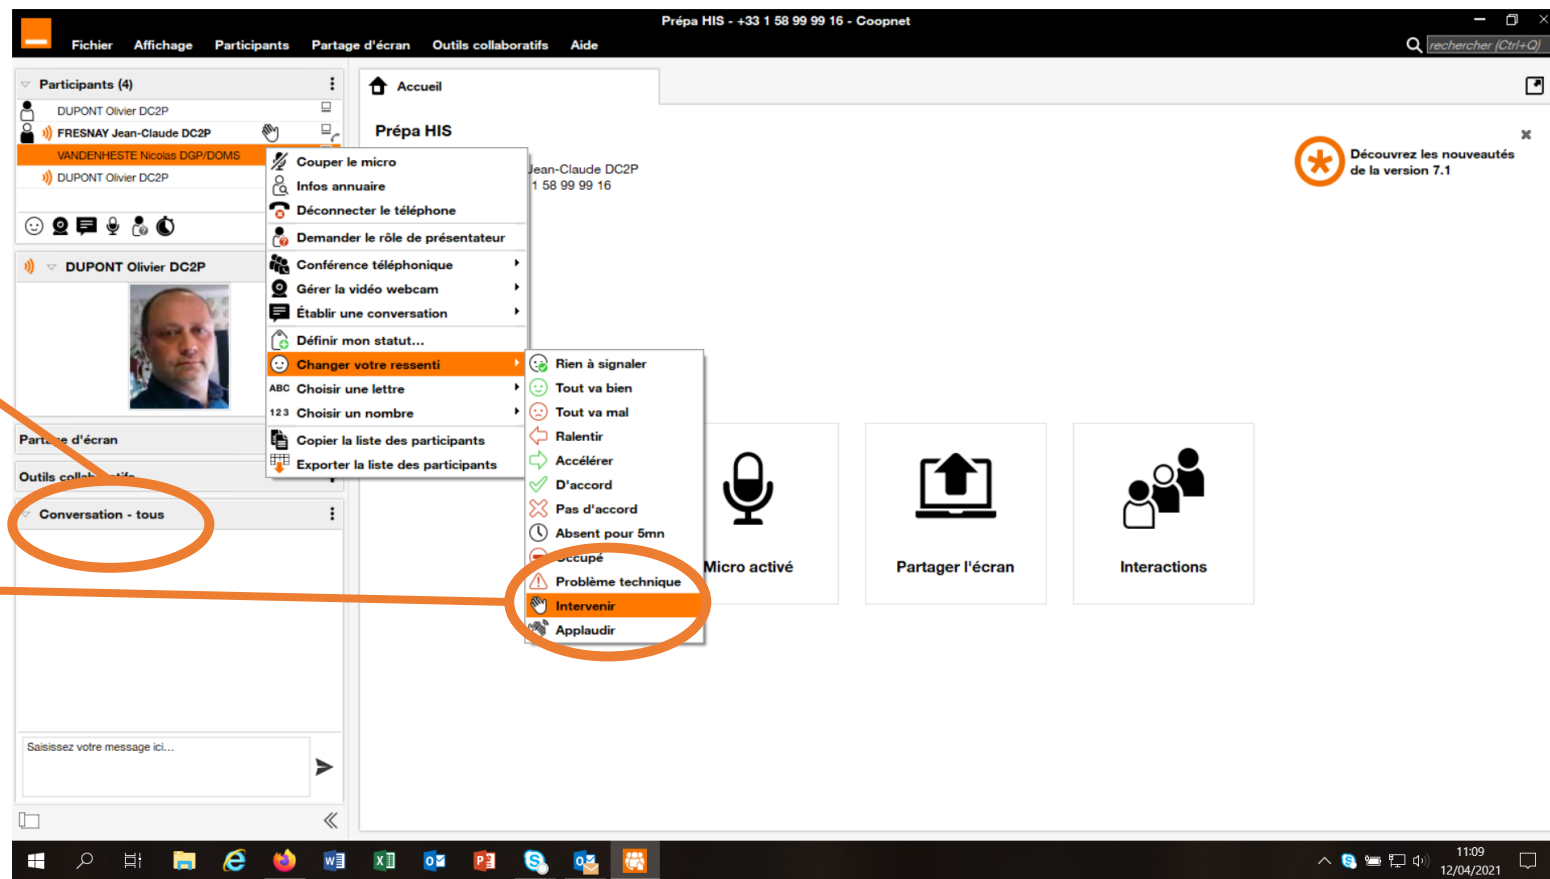 Prépa HIS - +33 1 58 99 99 16 - Coopnet
Fichier Affichage Participants Partage d'écran Outils collaboratifs Aide
rechercher (Ctrl+Q)
Participants (4)
DUPONT Olivier DC2P
FRESNAY Jean-Claude DC2P
VANDENHESTE Nicolas DGP/DOMS
DUPONT Olivier DC2P
DUPONT Olivier DC2P
Partage d'écran
Conversation - tous
Saisissez votre message ici...
Accueil
Prépa HIS
Jean-Claude DC2P
1 58 99 99 16
Découvrez les nouveautés
de la version 7.1
Couper le micro
Infos annuaire
Déconnecter le téléphone
Demander le rôle de présentateur
Conférence téléphonique
Gérer la vidéo webcam
Établir une conversation
Définir mon statut...
Changer votre ressenti
ABC Choisir une lettre
123 Choisir un nombre
Copier la liste des participants
Exporter la liste des participants
Rien à signaler
Tout va bien
Tout va mal
Ralentir
Accélérer
D'accord
Pas d'accord
Absent pour 5mn
Occupé
Problème technique
Intervenir
Applaudir
Micro activé
Partager l'écran
Interactions
11:09
12/04/2021